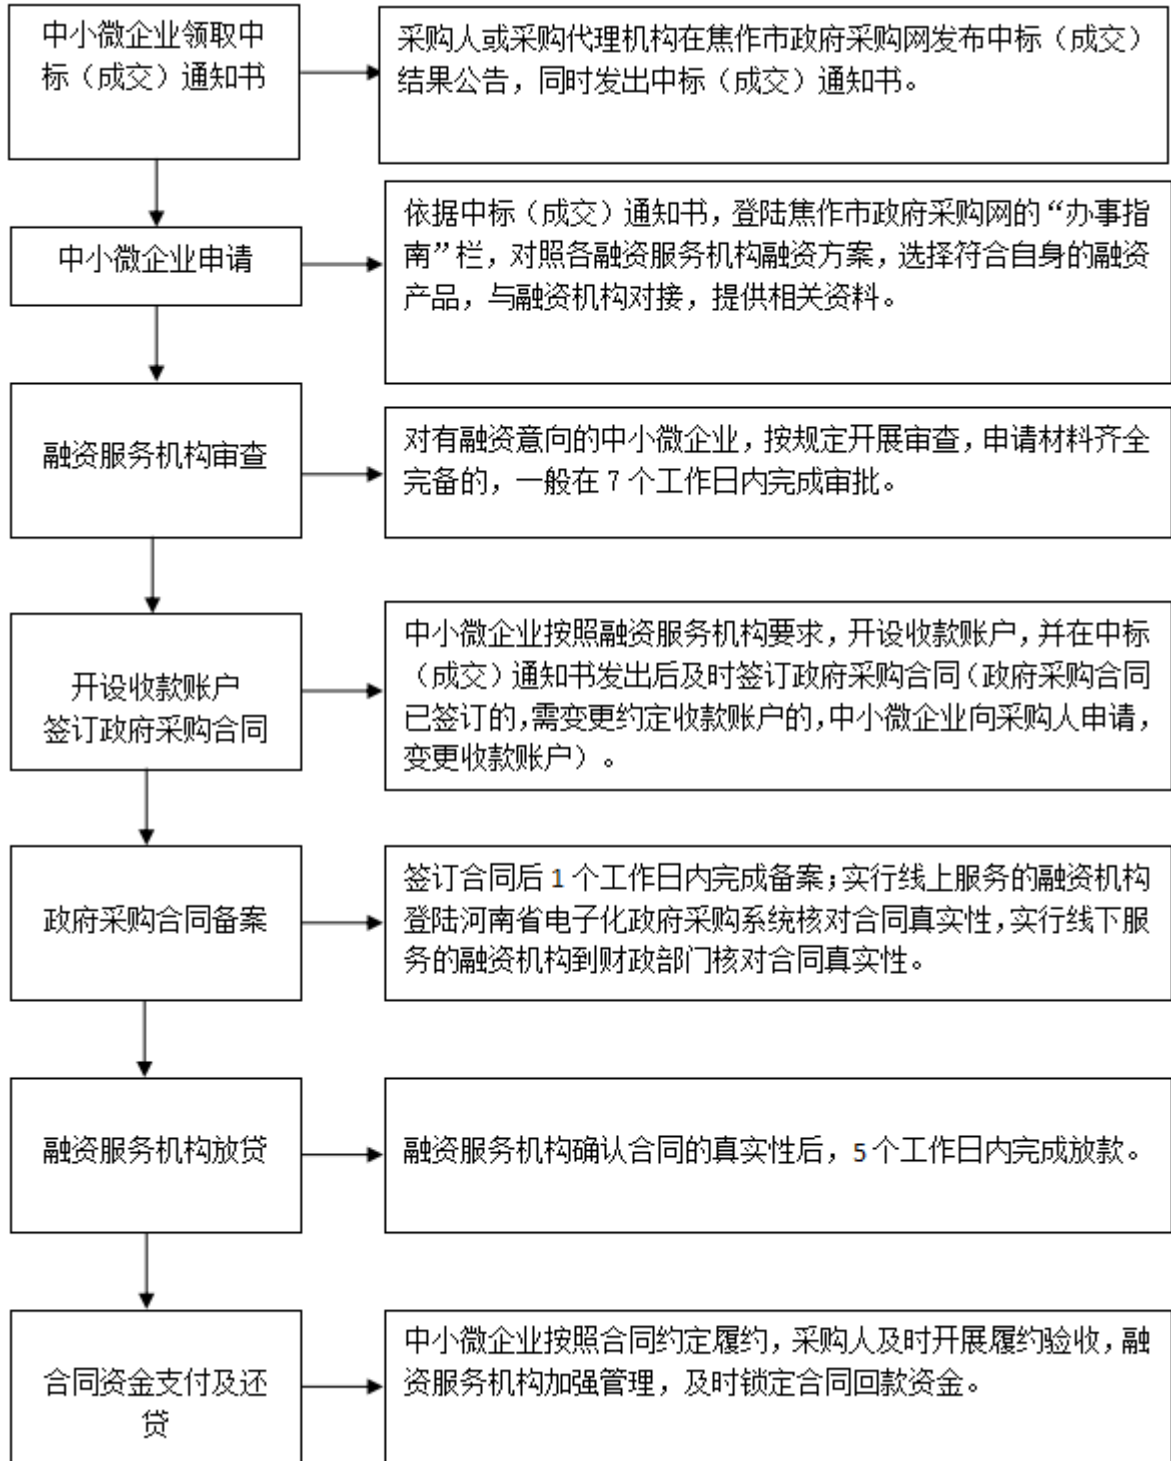 中小微企业领取中
标（成交）通知书
采购人或采购代理机构在焦作市政府采购网发布中标（成交）
结果公告，同时发出中标（成交）通知书。
中小微企业申请
依据中标（成交）通知书，登陆焦作市政府采购网的“办事指
南”栏，对照各融资服务机构融资方案，选择符合自身的融资
产品，与融资机构对接，提供相关资料。
融资服务机构审查
对有融资意向的中小微企业，按规定开展审查，申请材料齐全
完备的，一般在 7 个工作日内完成审批。
开设收款账户
签订政府采购合同
中小微企业按照融资服务机构要求，开设收款账户，并在中标
（成交）通知书发出后及时签订政府采购合同（政府采购合同
已签订的，需变更约定收款账户的，中小微企业向采购人申请，
变更收款账户）。
政府采购合同备案
签订合同后 1 个工作日内完成备案；实行线上服务的融资机构
登陆河南省电子化政府采购系统核对合同真实性，实行线下服
务的融资机构到财政部门核对合同真实性。
融资服务机构放贷
融资服务机构确认合同的真实性后，5 个工作日内完成放款。
合同资金支付及还
贷
中小微企业按照合同约定履约，采购人及时开展履约验收，融
资服务机构加强管理，及时锁定合同回款资金。